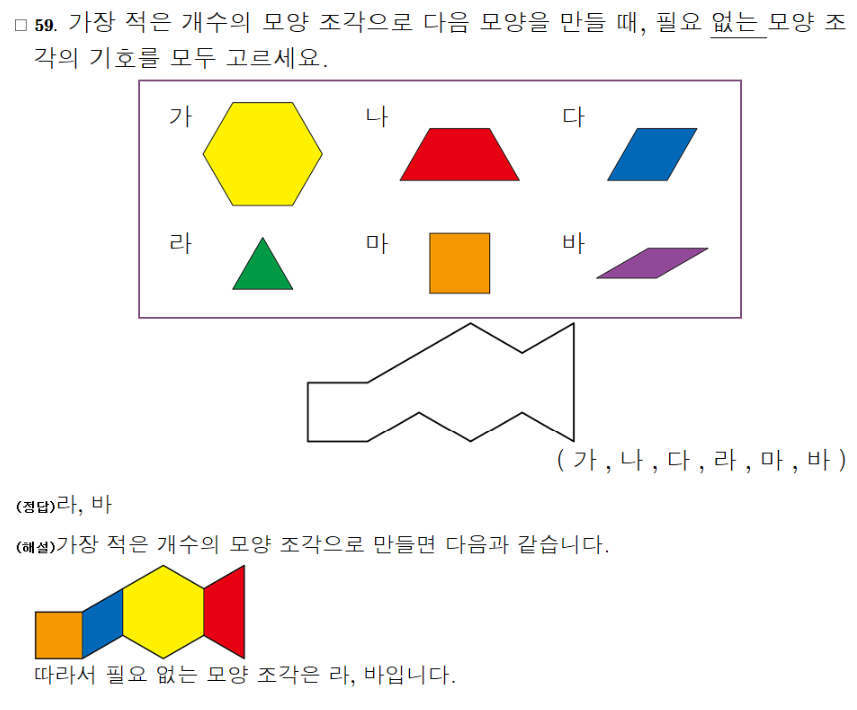 □ 59. 가장 적은 개수의 모양 조각으로 다음 모양을 만들 때, 필요 없는 모양 조
각의 기호를 모두 고르세요.
가 나 다
라 마 바
( 가 , 나 , 다 , 라 , 마 , 바 )
(정답)라, 바
(해설)가장 적은 개수의 모양 조각으로 만들면 다음과 같습니다.
따라서 필요 없는 모양 조각은 라, 바입니다.